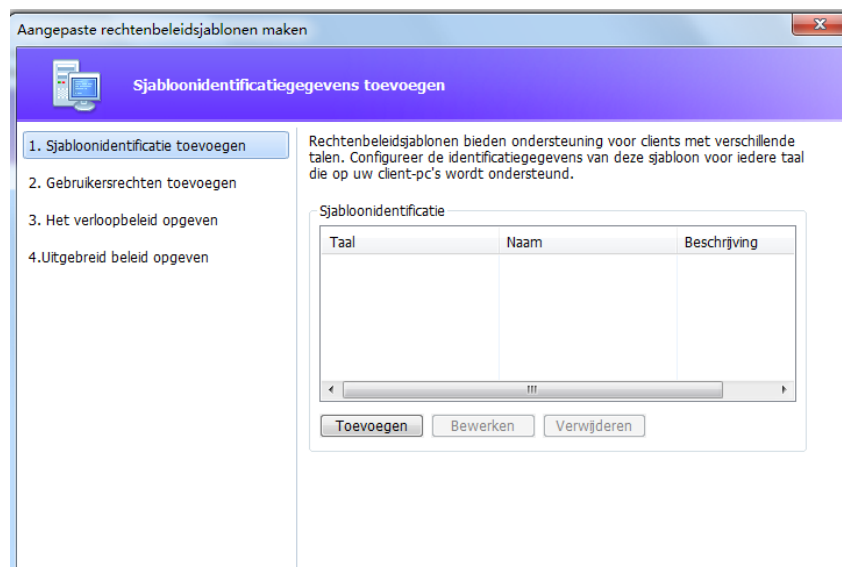 Aangepaste rechtenbeleidsjablonen maken
Sjabloonidentificatiegegevens toevoegen
1. Sjabloonidentificatie toevoegen
2. Gebruikersrechten toevoegen
3. Het verloopbeleid opgeven
4.Uitgebreid beleid opgeven
Rechtenbeleidsjablonen bieden ondersteuning voor clients met verschillende
talen. Configureer de identificatiegegevens van deze sjabloon voor iedere taal
die op uw client-pc's wordt ondersteund.
Sjabloonidentificatie
Taal Naam Beschrijving
Toevoegen Bewerken Verwijderen